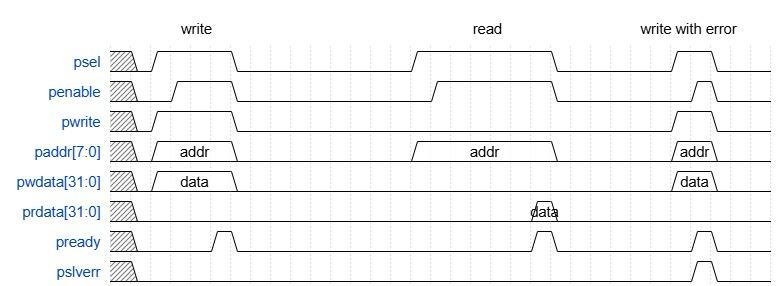 write read write with error
psel
penable
pwrite
paddr[7:0] addr addr addr
pwdata[31:0] data data
prdata[31:0] data
pready
pslverr